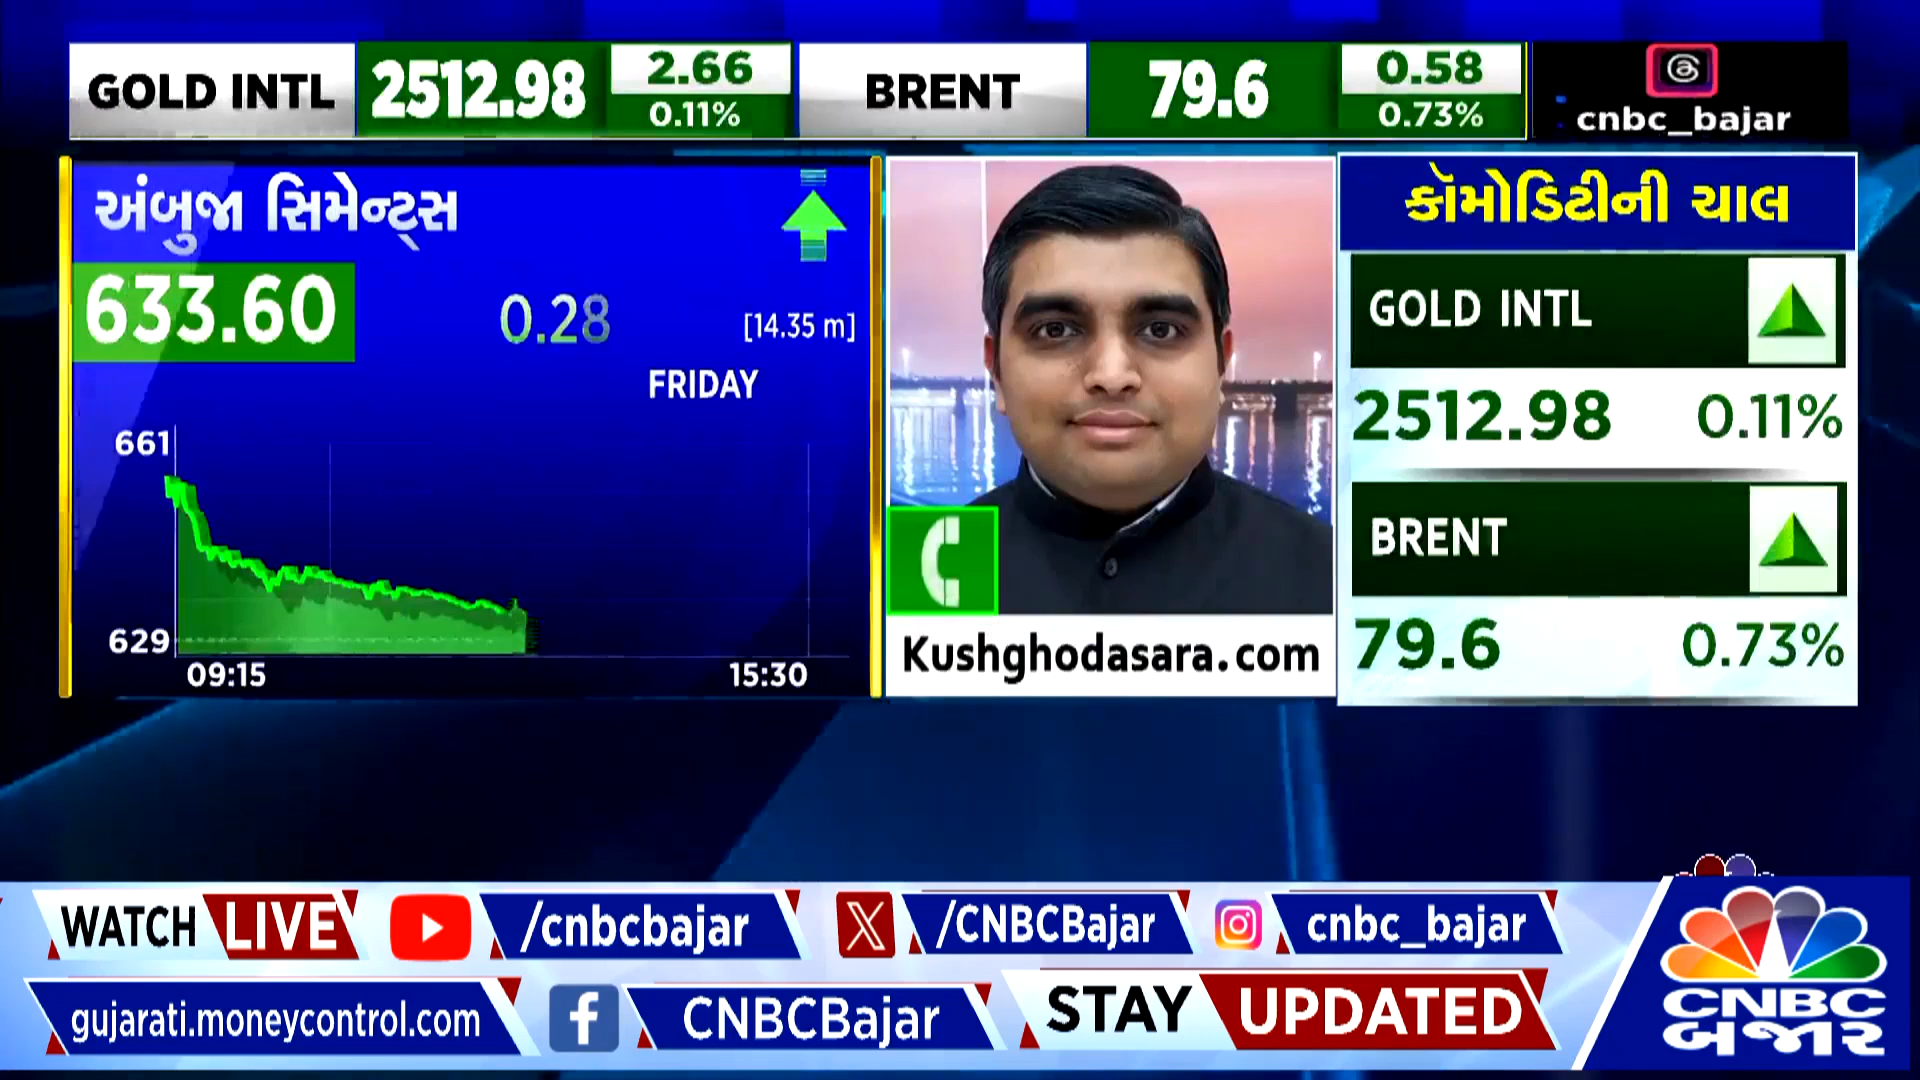 GOLD INTL 2512.98 2.66 0.11%
BRENT 79.6 0.58 0.73%
cnbc_bajar
અંબુજા સિમેન્ટ્સ
633.60 0.28 [14.35 m]
FRIDAY
661
629
09:15 15:30
Kushghodasara.com
કૉમોડિટીની ચાલ
GOLD INTL
2512.98 0.11%
BRENT
79.6 0.73%
WATCH LIVE /cnbcbajar /CNBCBajar cnbc_bajar
gujarati.moneycontrol.com CNBCBajar STAY UPDATED
CNBC
બજાર